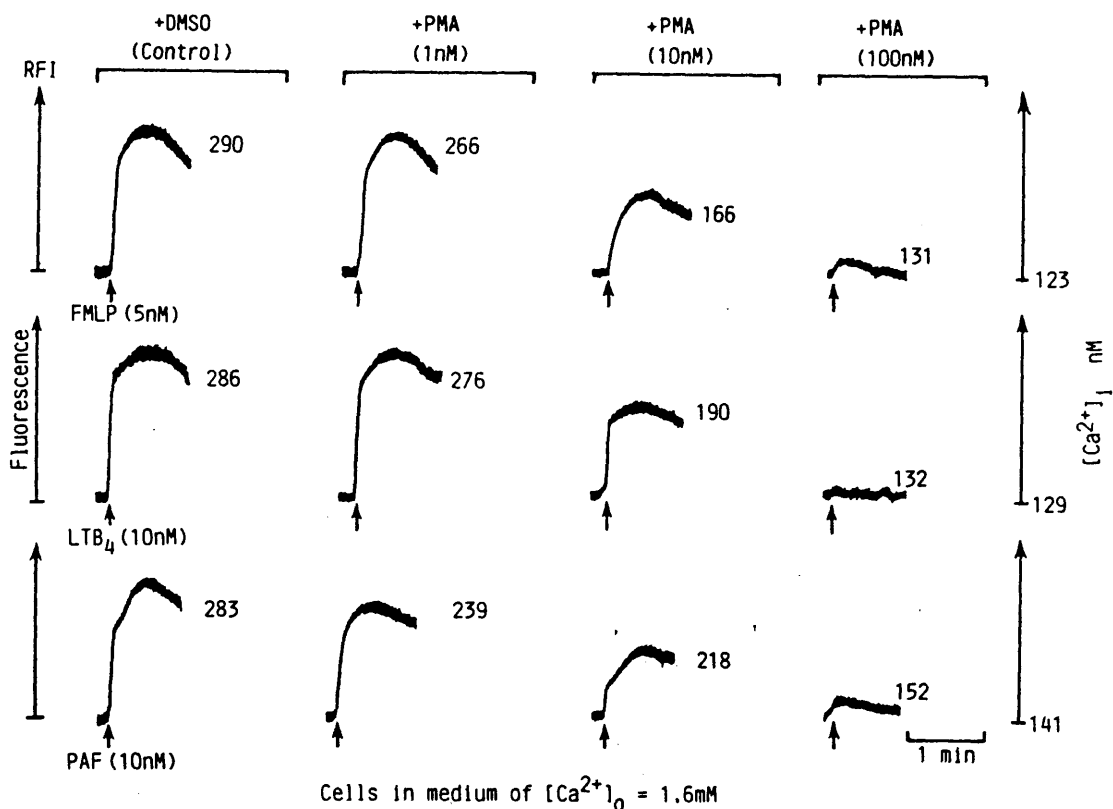 +DMSO +PMA +PMA +PMA
(Control) (1nM) (10nM) (100nM)
RFI
290 266 166 131
123
FMLP (5nM)
Fluorescence
286 276 190 132
129
[Ca²⁺]i nM
LTB₄ (10nM)
283 239 218 152
141
PAF (10nM)
1 min
Cells in medium of [Ca²⁺]o = 1.6mM